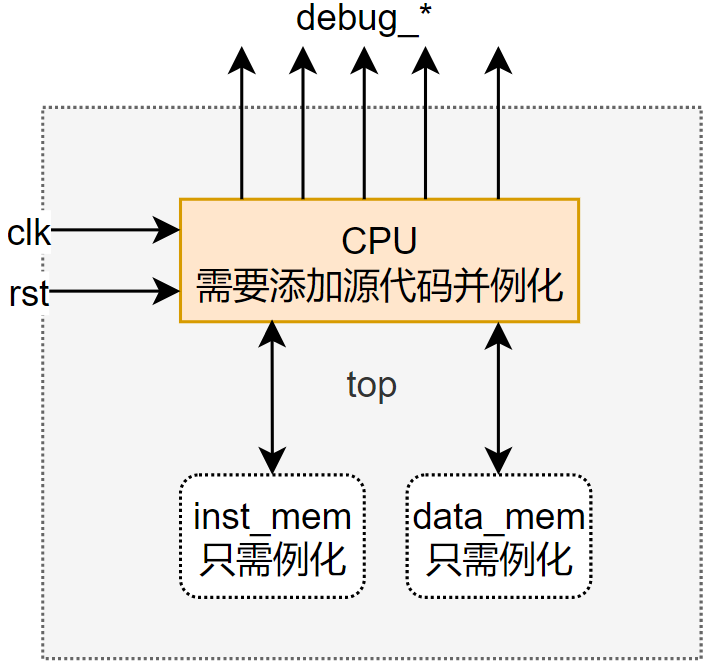 debug_*
clk
CPU
需要添加源代码并例化
rst
top
inst_mem
只需例化
data_mem
只需例化